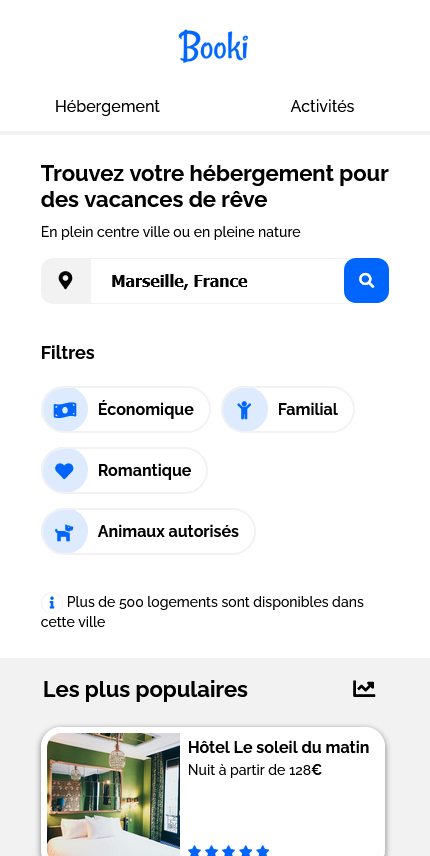 Booki
Hébergement Activités
Trouvez votre hébergement pour
des vacances de rêve
En plein centre ville ou en pleine nature
Marseille, France
Filtres
Économique Familial
Romantique
Animaux autorisés
Plus de 500 logements sont disponibles dans
cette ville
Les plus populaires
Hôtel Le soleil du matin
Nuit à partir de 128€